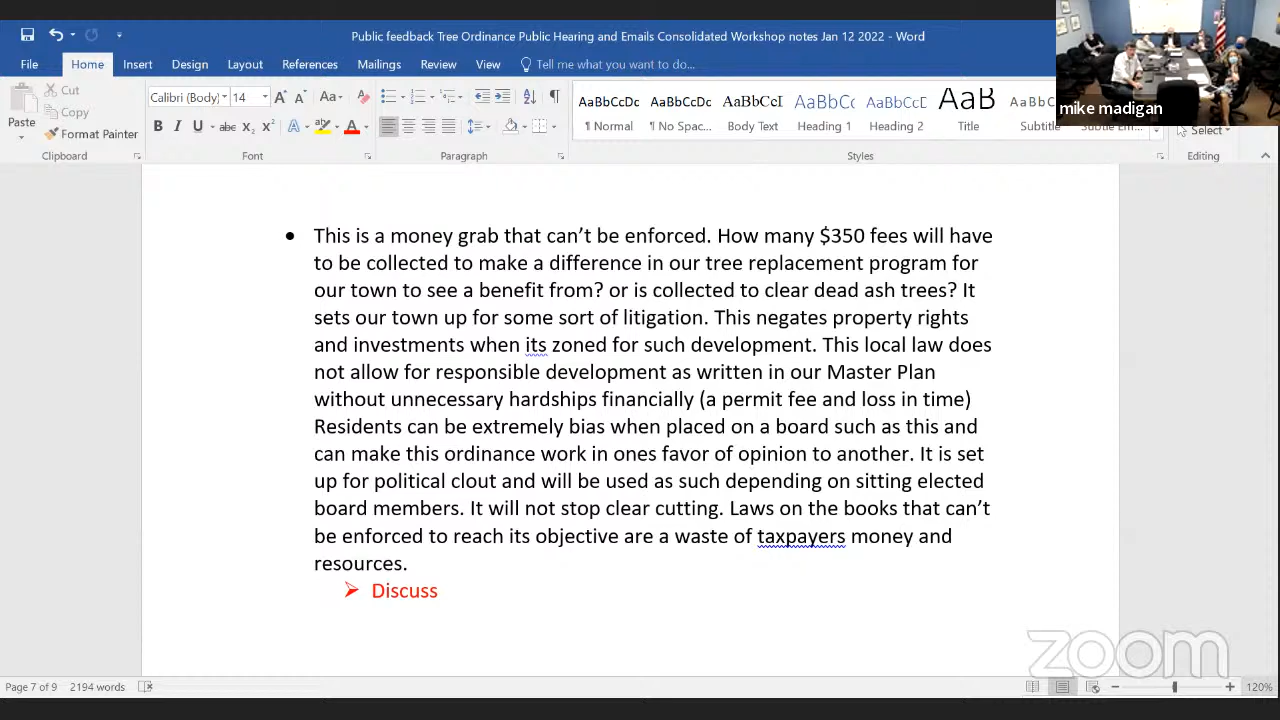 Public feedback Tree Ordinance Public Hearing and Emails Consolidated Workshop notes Jan 12 2022 - Word
File Home Insert Design Layout References Mailings Review View Tell me what you want to do...
mike madigan
Paste
Cut
Copy
Format Painter
Clipboard
Calibri (Body) 14
Aa
B I U abc X2 X2 A A
Font
Paragraph
AaBbCcDc AaBbCcDc AaBbCcI AaBbCc AaBbCcD AaB AaBbCc
¶ Normal ¶ No Spac... Body Text Heading 1 Heading 2 Title Subtitle Subtle Em...
Styles
Select
Editing
• This is a money grab that can’t be enforced. How many $350 fees will have
to be collected to make a difference in our tree replacement program for
our town to see a benefit from? or is collected to clear dead ash trees? It
sets our town up for some sort of litigation. This negates property rights
and investments when its zoned for such development. This local law does
not allow for responsible development as written in our Master Plan
without unnecessary hardships financially (a permit fee and loss in time)
Residents can be extremely bias when placed on a board such as this and
can make this ordinance work in ones favor of opinion to another. It is set
up for political clout and will be used as such depending on sitting elected
board members. It will not stop clear cutting. Laws on the books that can’t
be enforced to reach its objective are a waste of taxpayers money and
resources.
➢ Discuss
zoom
Page 7 of 9 2194 words
120%